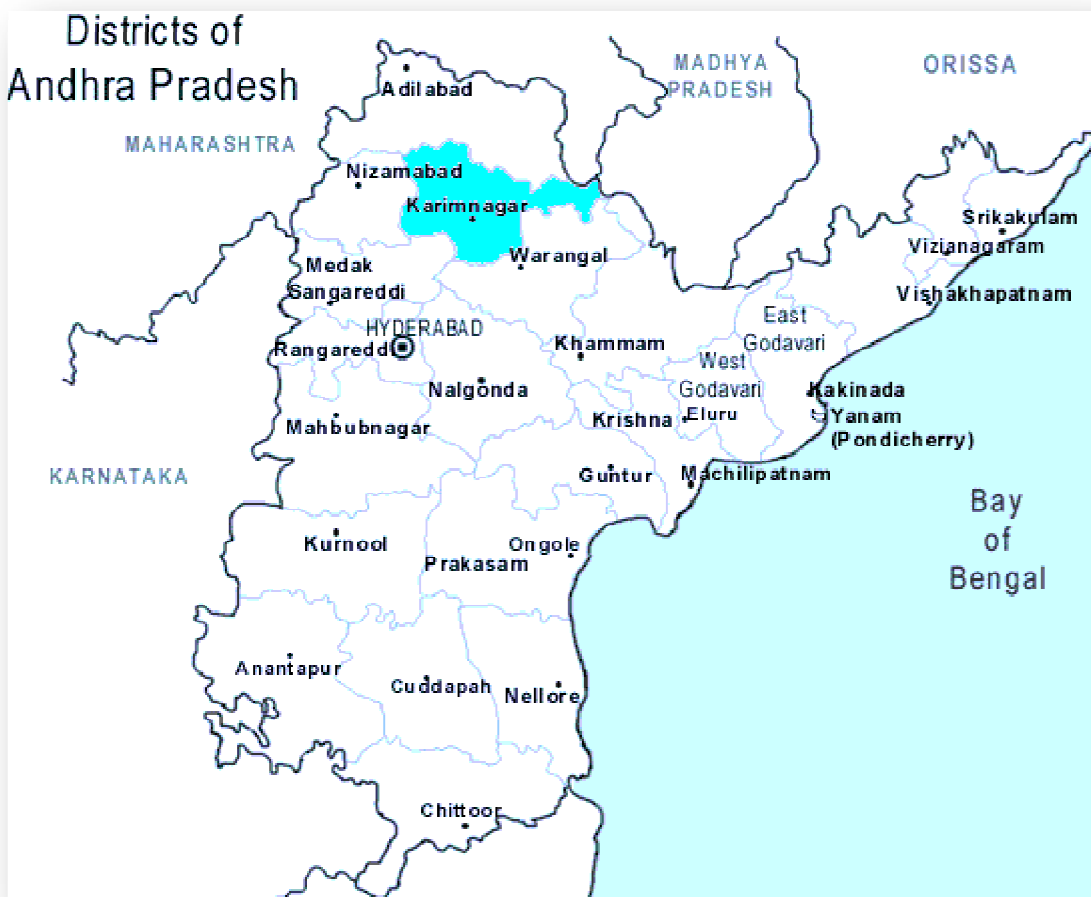 Districts of
Andhra Pradesh
MADHYA
PRADESH
ORISSA
Adilabad
MAHARASHTRA
Nizamabad
Karimnagar
Srikakulam
Vizianagaram
Warangal
Medak
Sangareddi
Vishakhapatnam
East
Godavari
HYDERABAD
Rangaredd
Khammam
West
Godavari
Nalgonda
Kakinada
Krishna
Eluru
Yanam
(Pondicherry)
Mahbubnagar
KARNATAKA
Guntur
Machilipatnam
Bay
of
Bengal
Kurnool
Ongole
Prakasam
Anantapur
Cuddapah
Nellore
Chittoor